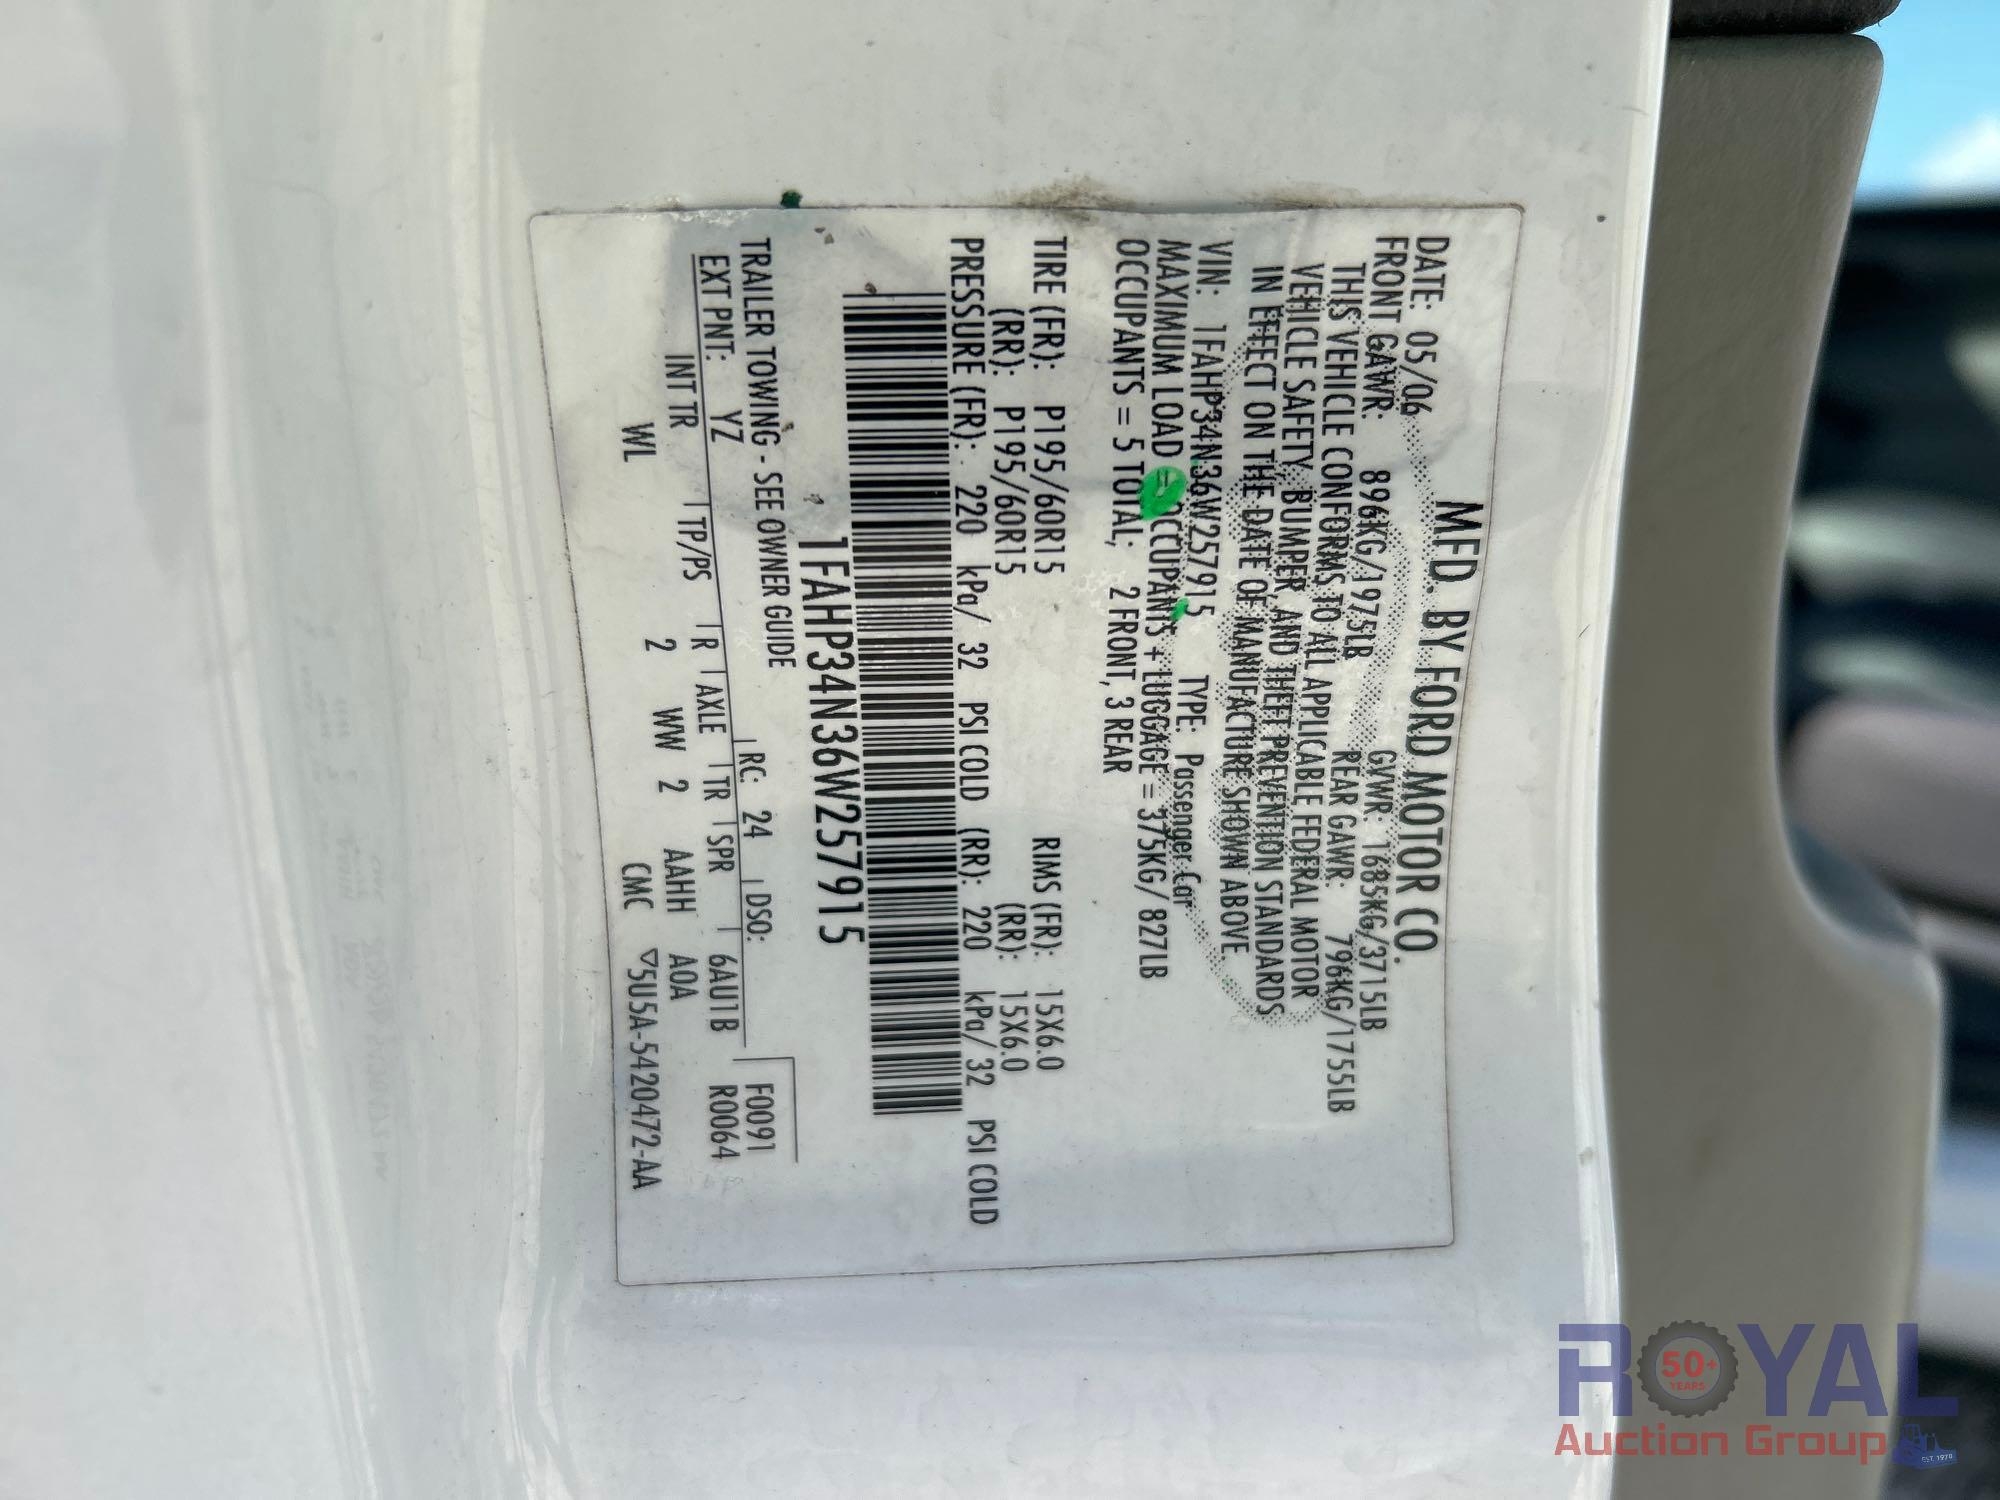 MFD. BY FORD MOTOR CO.
DATE: 05/06 GVWR: 1685KG/3715LB
FRONT GAWR: 896KG/1975LB REAR GAWR: 796KG/1755LB
THIS VEHICLE CONFORMS TO ALL APPLICABLE FEDERAL MOTOR
VEHICLE SAFETY, BUMPER, AND THEFT PREVENTION STANDARDS
IN EFFECT ON THE DATE OF MANUFACTURE SHOWN ABOVE.
VIN: 1FAHP34N36W257915 TYPE: Passenger Car
MAXIMUM LOAD = OCCUPANTS + LUGGAGE = 375KG/ 827LB
OCCUPANTS = 5 TOTAL; 2 FRONT, 3 REAR
TIRE (FR): P195/60R15 RIMS (FR): 15X6.0
(RR): P195/60R15 (RR): 15X6.0
PRESSURE (FR): 220 kPa/ 32 PSI COLD (RR): 220 kPa/32 PSI COLD
1FAHP34N36W257915
TRAILER TOWING - SEE OWNER GUIDE
F0091
EXT PNT: YZ RC: 24 DSO: R0064
INT TR TP/PS R AXLE TR SPR 6AU1B
WL 2 WW 2 AAHH A0A
CMC ▽5U5A-5420472-AA
ROYAL
50+
YEARS
Auction Group
EST. 1970